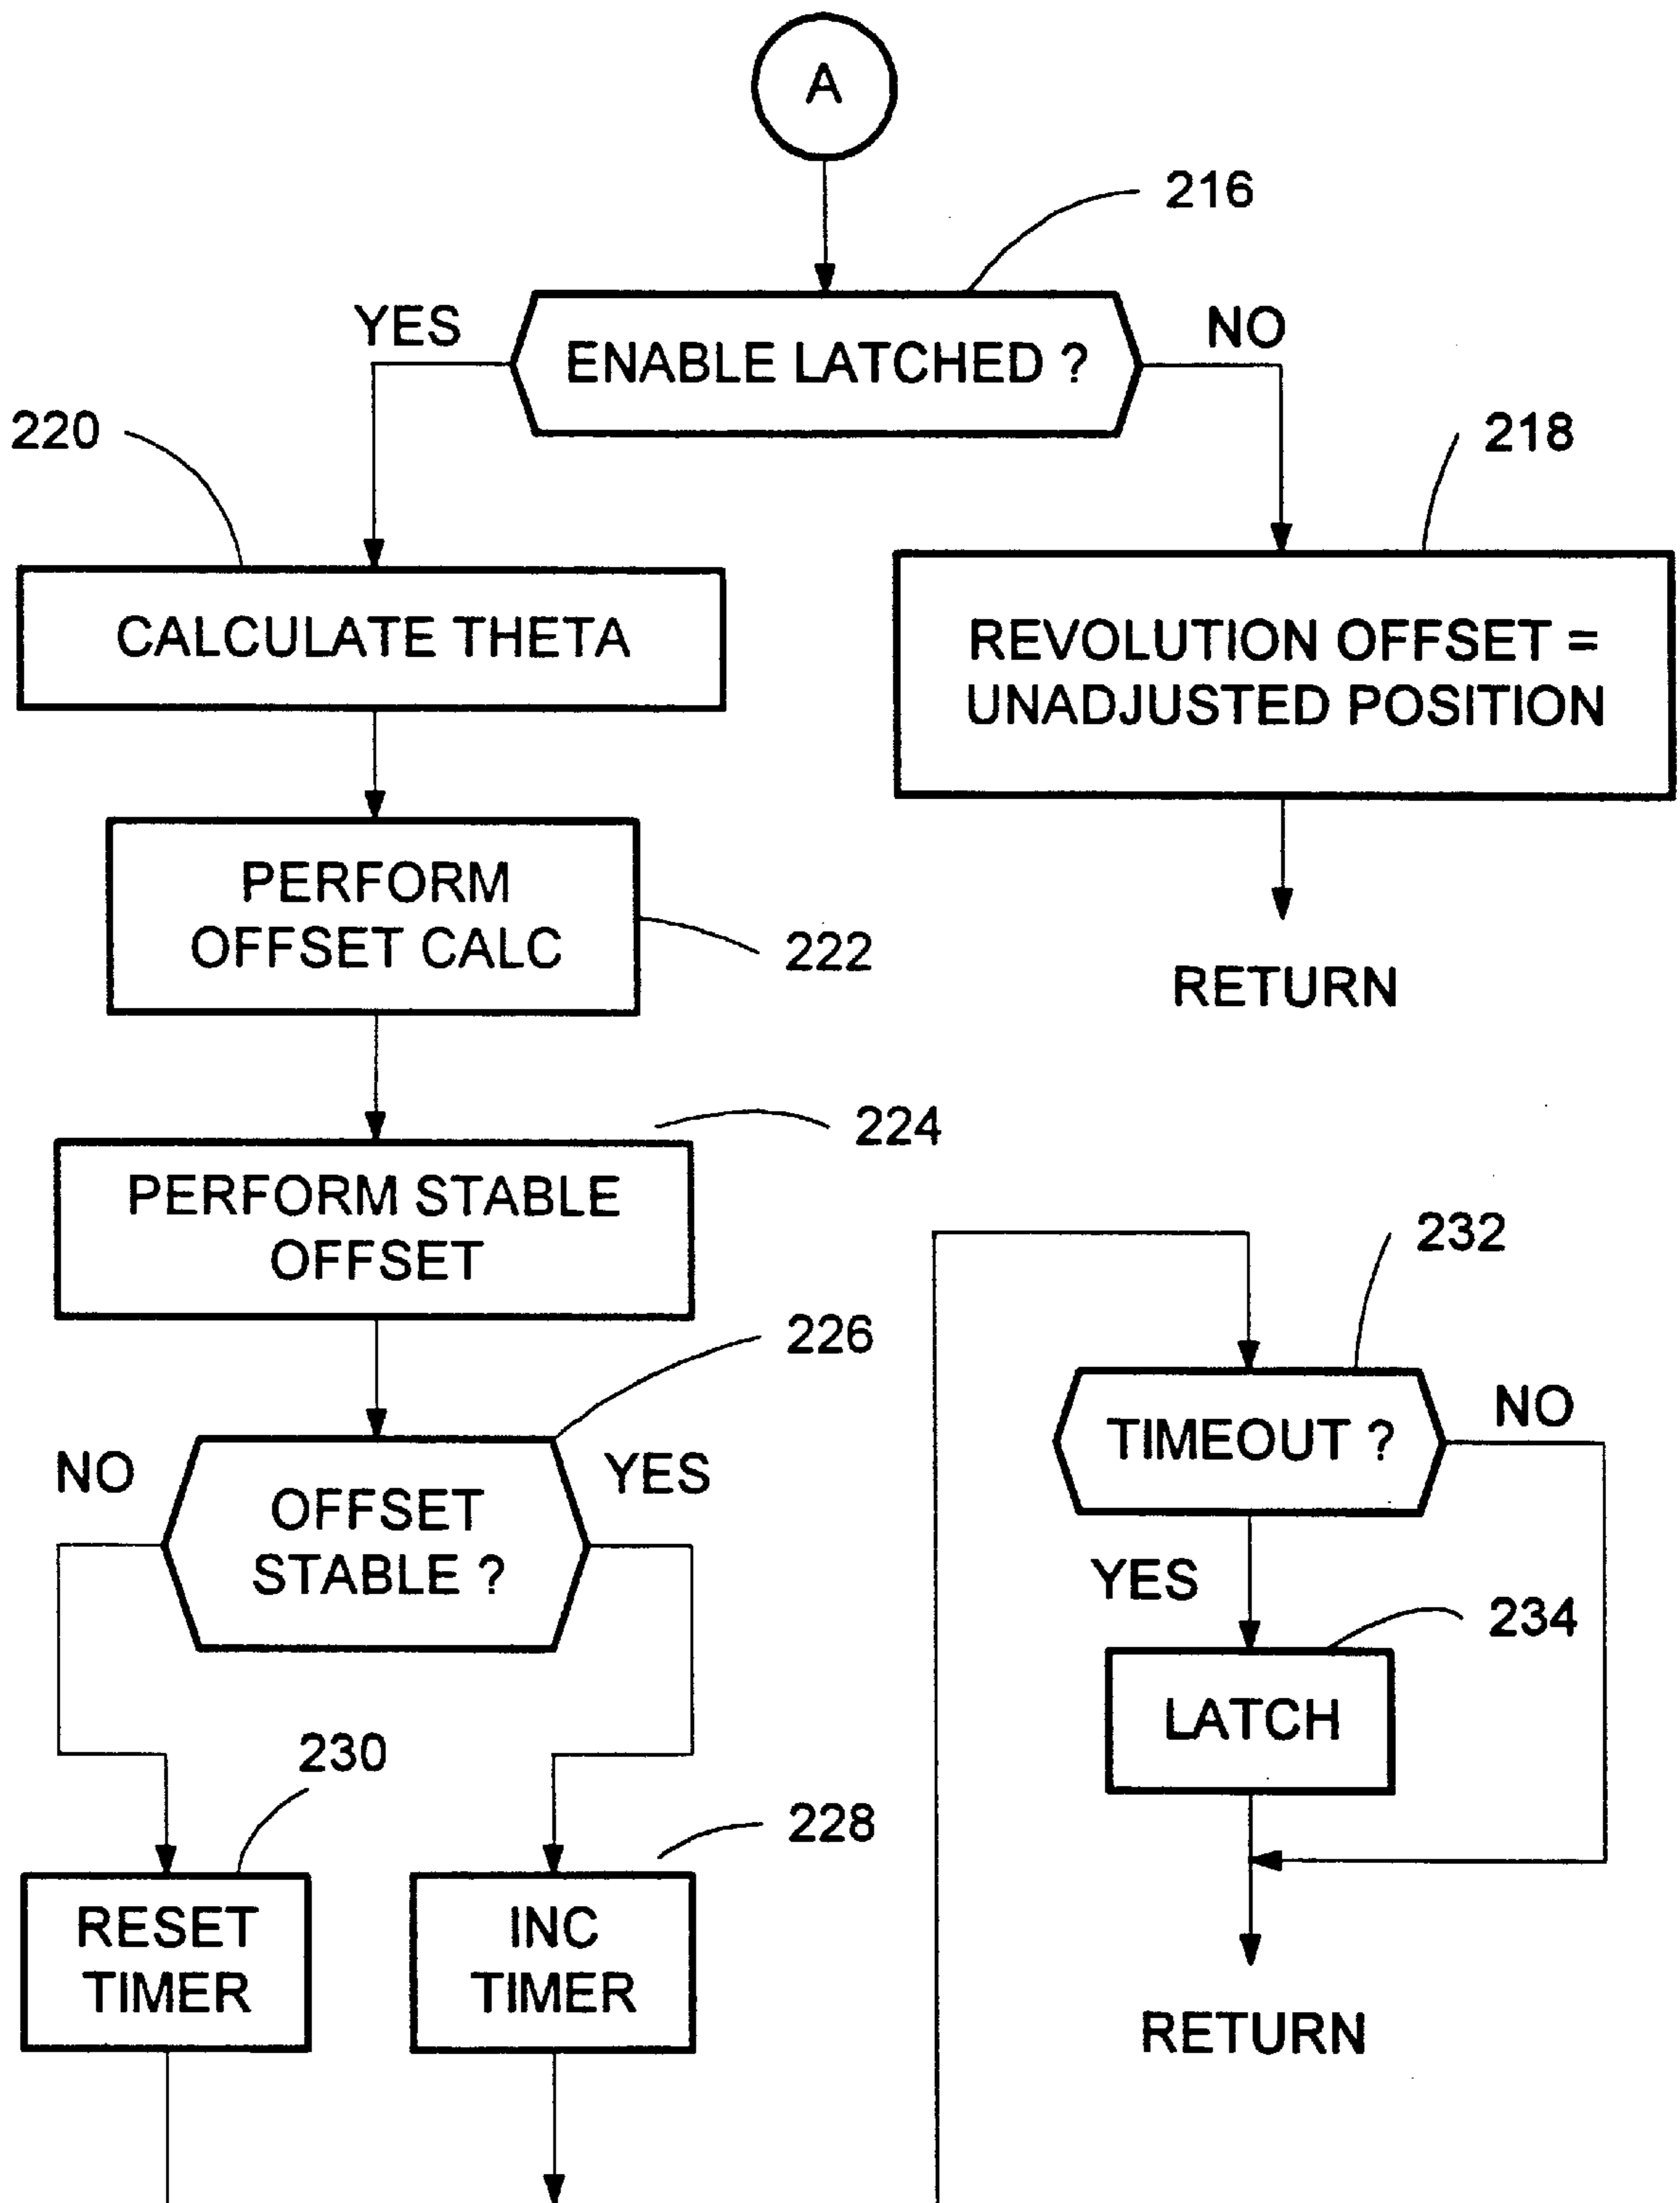 A
216
YES
ENABLE LATCHED ?
NO
220
218
CALCULATE THETA
REVOLUTION OFFSET =
UNADJUSTED POSITION
PERFORM
OFFSET CALC
222
RETURN
224
PERFORM STABLE
OFFSET
226
NO
OFFSET
STABLE ?
YES
230
RESET
TIMER
228
INC
TIMER
232
TIMEOUT ?
NO
YES
234
LATCH
RETURN